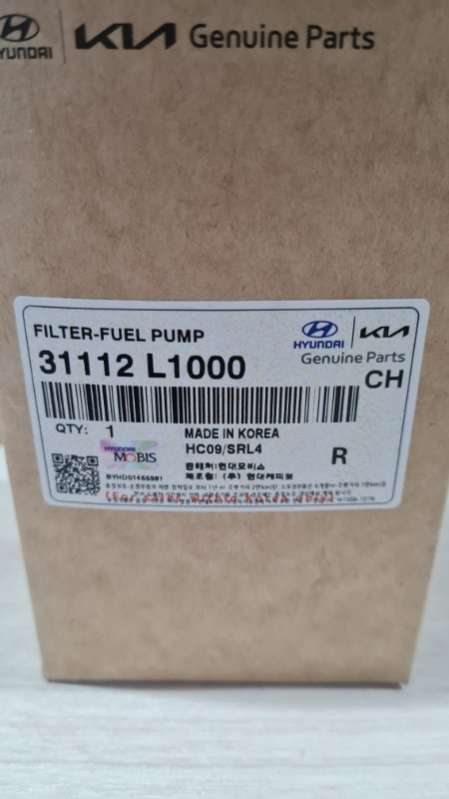 HYUNDAI KIA Genuine Parts
FILTER-FUEL PUMP
31112 L1000
HYUNDAI KIA
Genuine Parts
CH
QTY: 1
MADE IN KOREA
HC09/SRL4
R
HYUNDAI
MOBIS
판매처:현대모비스
제조원: (주) 현대케피코